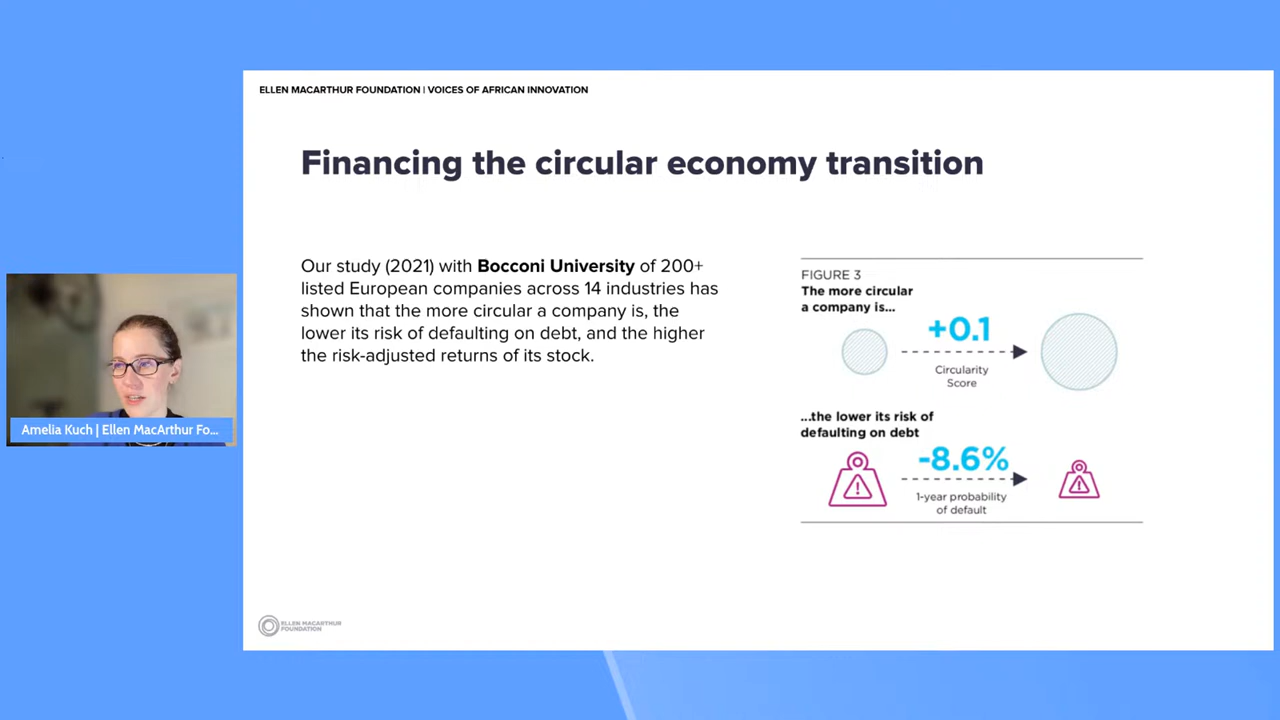 ELLEN MACARTHUR FOUNDATION | VOICES OF AFRICAN INNOVATION
Financing the circular economy transition
Our study (2021) with Bocconi University of 200+
listed European companies across 14 industries has
shown that the more circular a company is, the
lower its risk of defaulting on debt, and the higher
the risk-adjusted returns of its stock.
FIGURE 3
The more circular
a company is...
+0.1
Circularity
Score
...the lower its risk of
defaulting on debt
-8.6%
1-year probability
of default
Amelia Kuch | Ellen MacArthur Fo...
ELLEN MACARTHUR
FOUNDATION